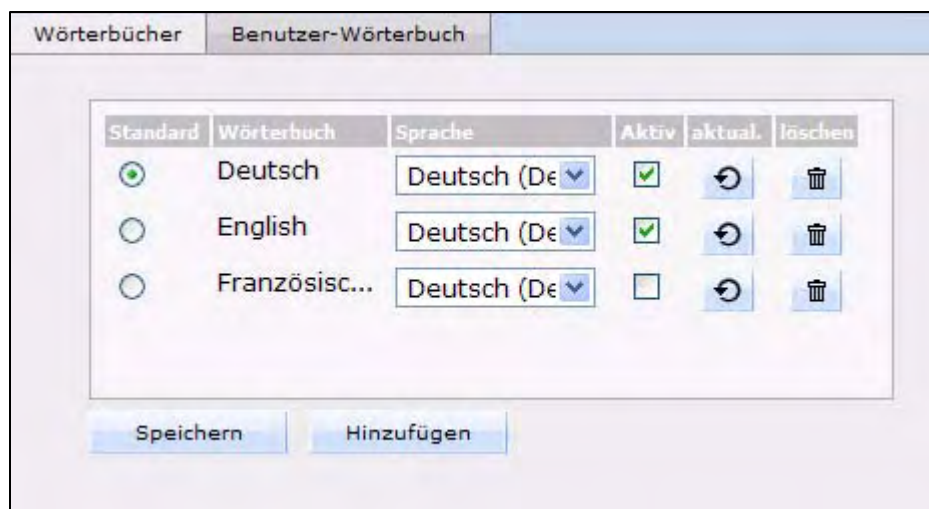 Wörterbücher Benutzer-Wörterbuch
Standard Wörterbuch Sprache Aktiv aktual. löschen
Deutsch Deutsch (De
English Deutsch (De
Französisc... Deutsch (De
Speichern Hinzufügen